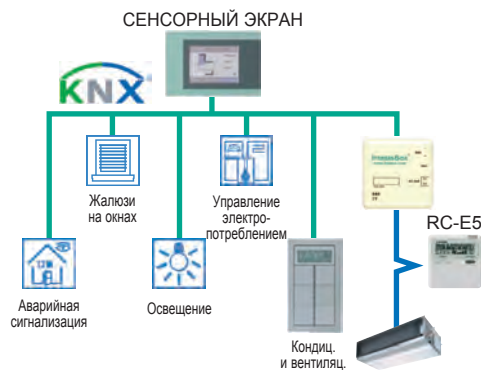 СЕНСОРНЫЙ ЭКРАН
KNX
Жалюзи
на окнах
Управление
электро-
потреблением
RC-E5
Аварийная
сигнализация
Освещение
Кондиц.
и вентиляц.